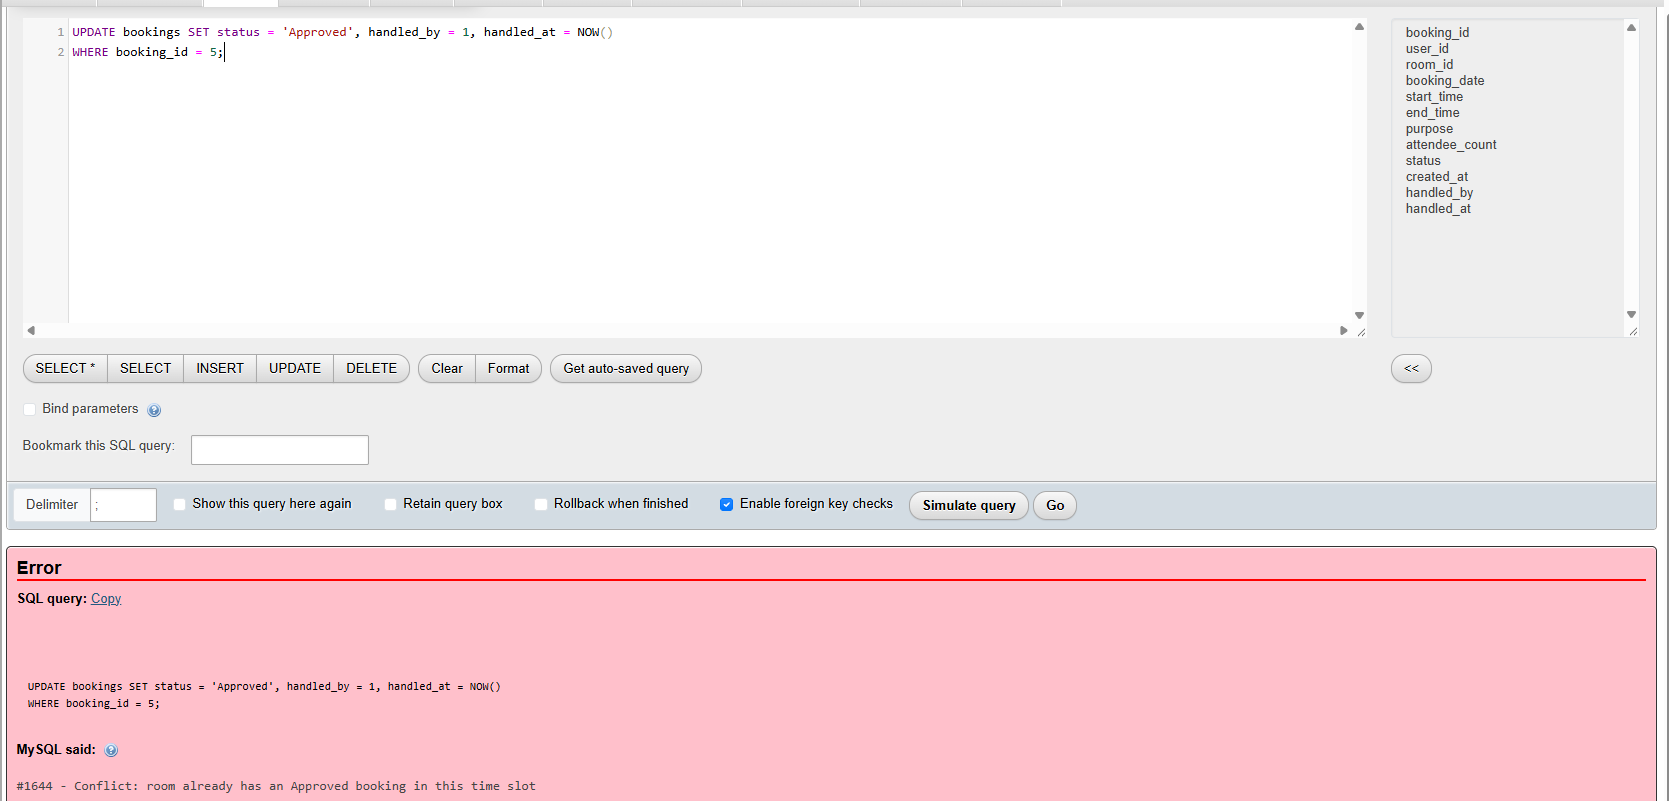 1 UPDATE bookings SET status = 'Approved', handled_by = 1, handled_at = NOW()
2 WHERE booking_id = 5;
booking_id
user_id
room_id
booking_date
start_time
end_time
purpose
attendee_count
status
created_at
handled_by
handled_at
SELECT * SELECT INSERT UPDATE DELETE Clear Format Get auto-saved query <<
Bind parameters
Bookmark this SQL query:
Delimiter ; Show this query here again Retain query box Rollback when finished Enable foreign key checks Simulate query Go
Error
SQL query: Copy
UPDATE bookings SET status = 'Approved', handled_by = 1, handled_at = NOW()
WHERE booking_id = 5;
MySQL said:
#1644 - Conflict: room already has an Approved booking in this time slot